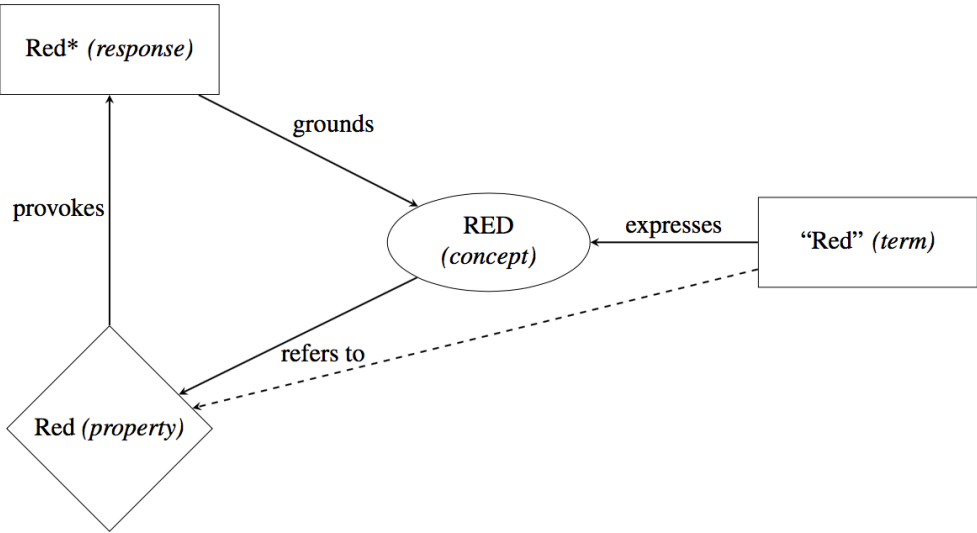 Red* (response)
grounds
provokes
RED
(concept)
expresses
“Red” (term)
refers to
Red (property)